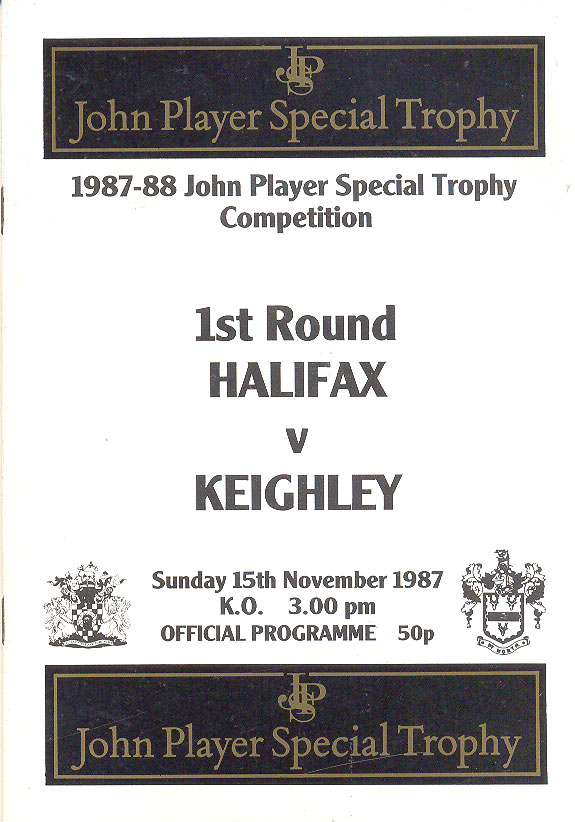 JPS
John Player Special Trophy
1987-88 John Player Special Trophy
Competition
1st Round
HALIFAX
v
KEIGHLEY
Sunday 15th November 1987
K.O. 3.00 pm
OFFICIAL PROGRAMME 50p
JPS
John Player Special Trophy